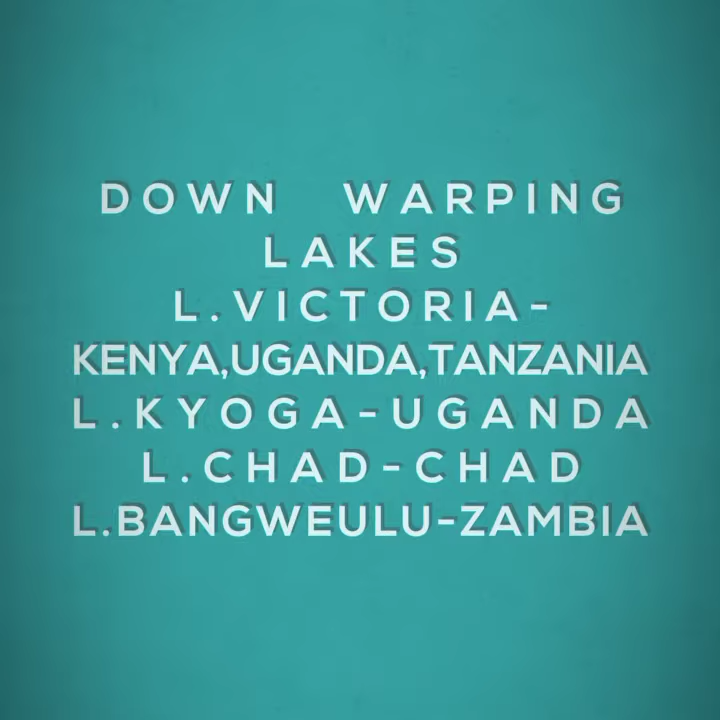 DOWN WARPING
LAKES
L.VICTORIA-
KENYA,UGANDA,TANZANIA
L.KYOGA-UGANDA
L.CHAD-CHAD
L.BANGWEULU-ZAMBIA